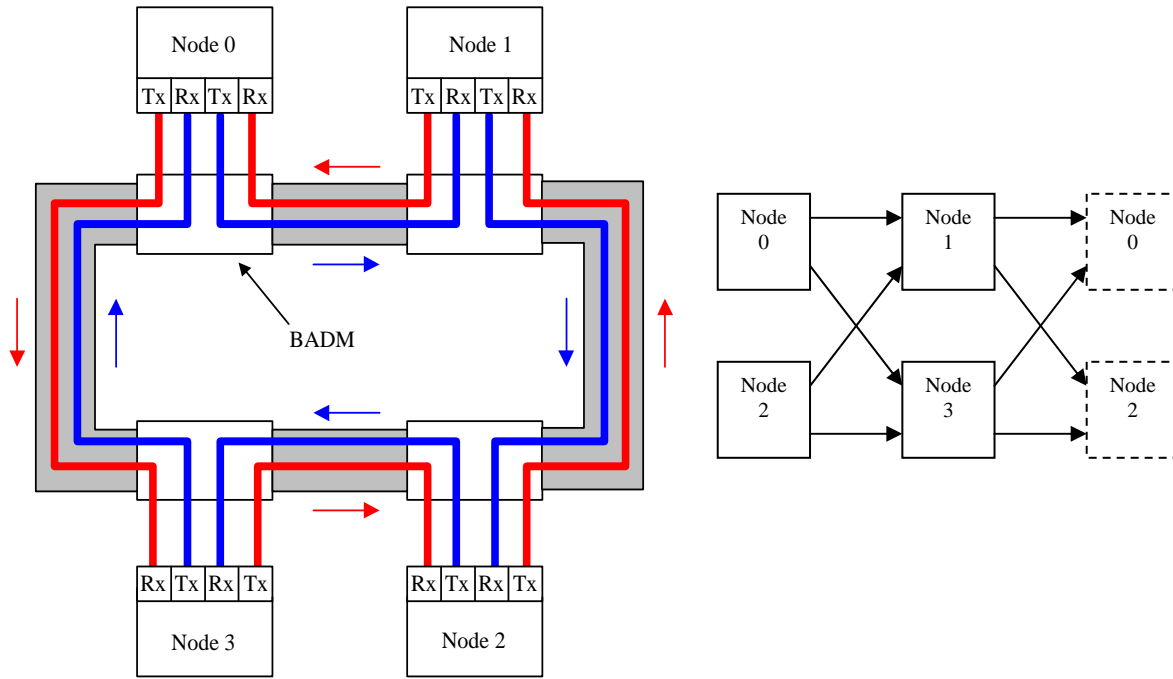 Node 0
Node 1
Tx Rx Tx Rx
Tx Rx Tx Rx
BADM
Rx Tx Rx Tx
Rx Tx Rx Tx
Node 3
Node 2
Node
0
Node
1
Node
0
Node
2
Node
3
Node
2